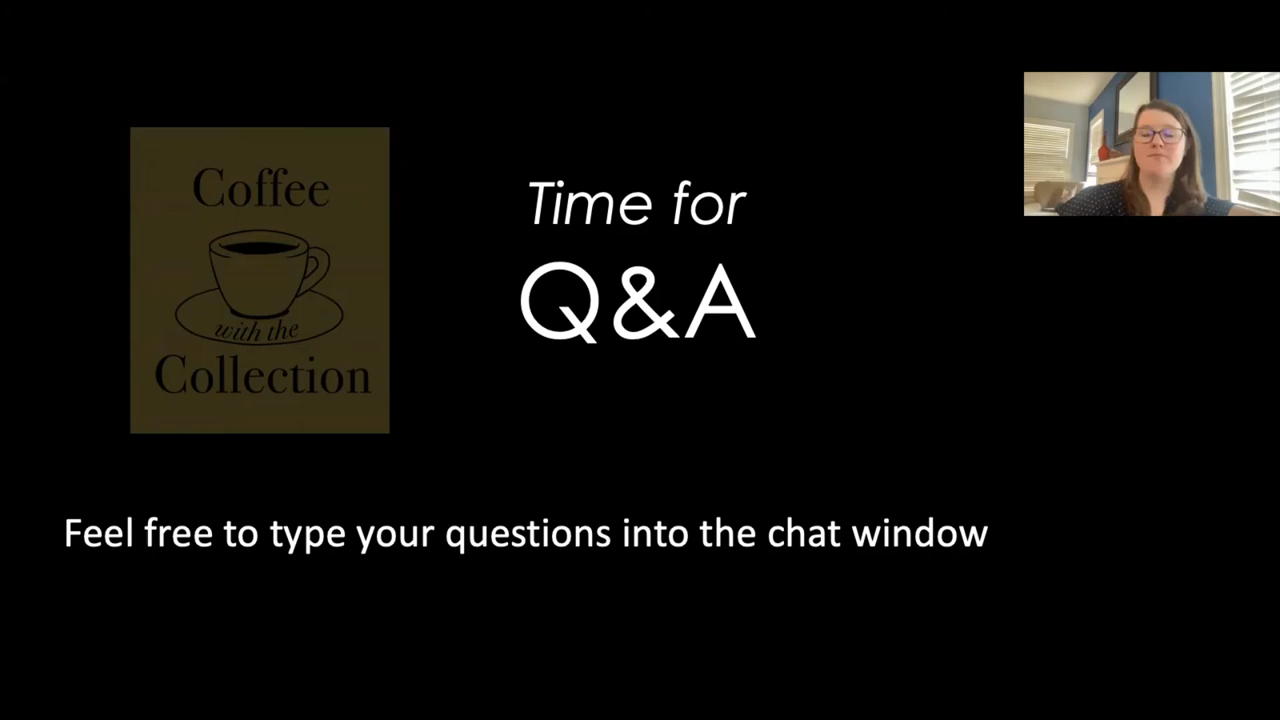 Coffee
with the
Collection
Time for
Q&A
Feel free to type your questions into the chat window